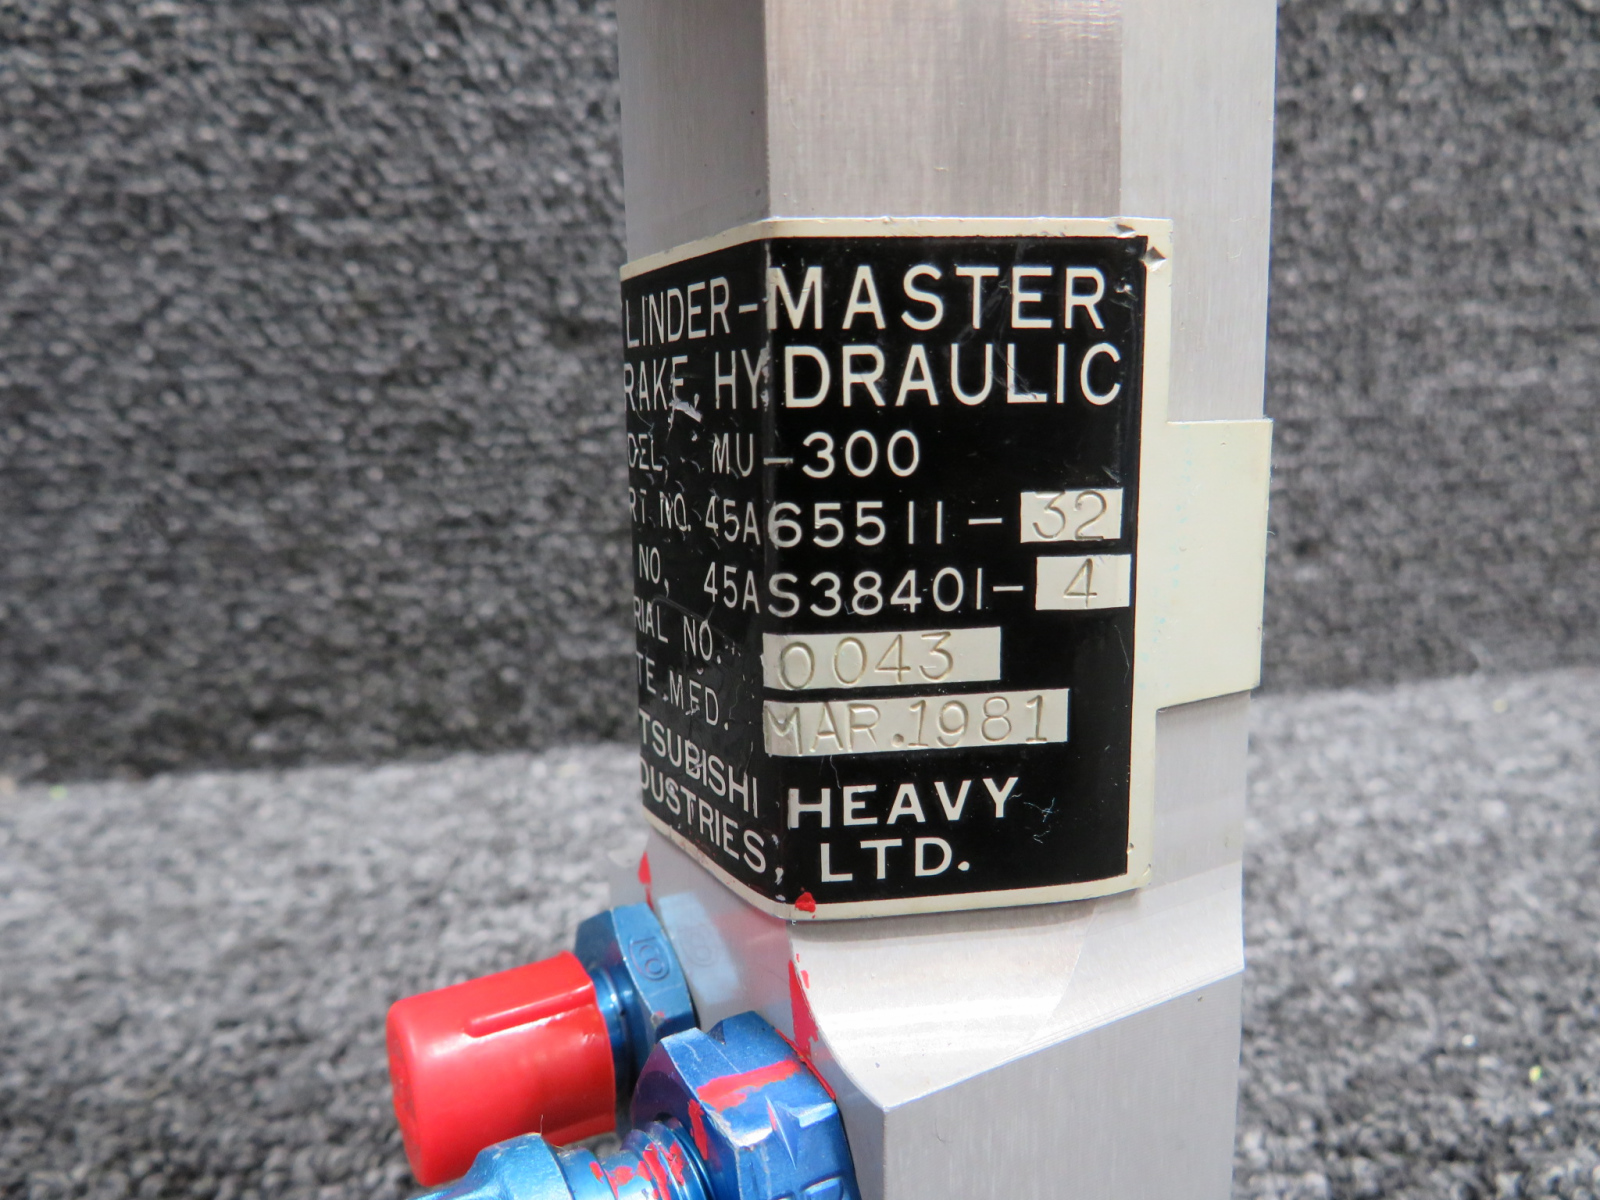 LINDER-MASTER
RAKE, HYDRAULIC
DEL, MU-300
RT NO. 45A65511-32
NO, 45AS38401-4
RIAL NO. 0043
TE MFD. MAR.1981
TSUBISHI HEAVY
DUSTRIES, LTD.